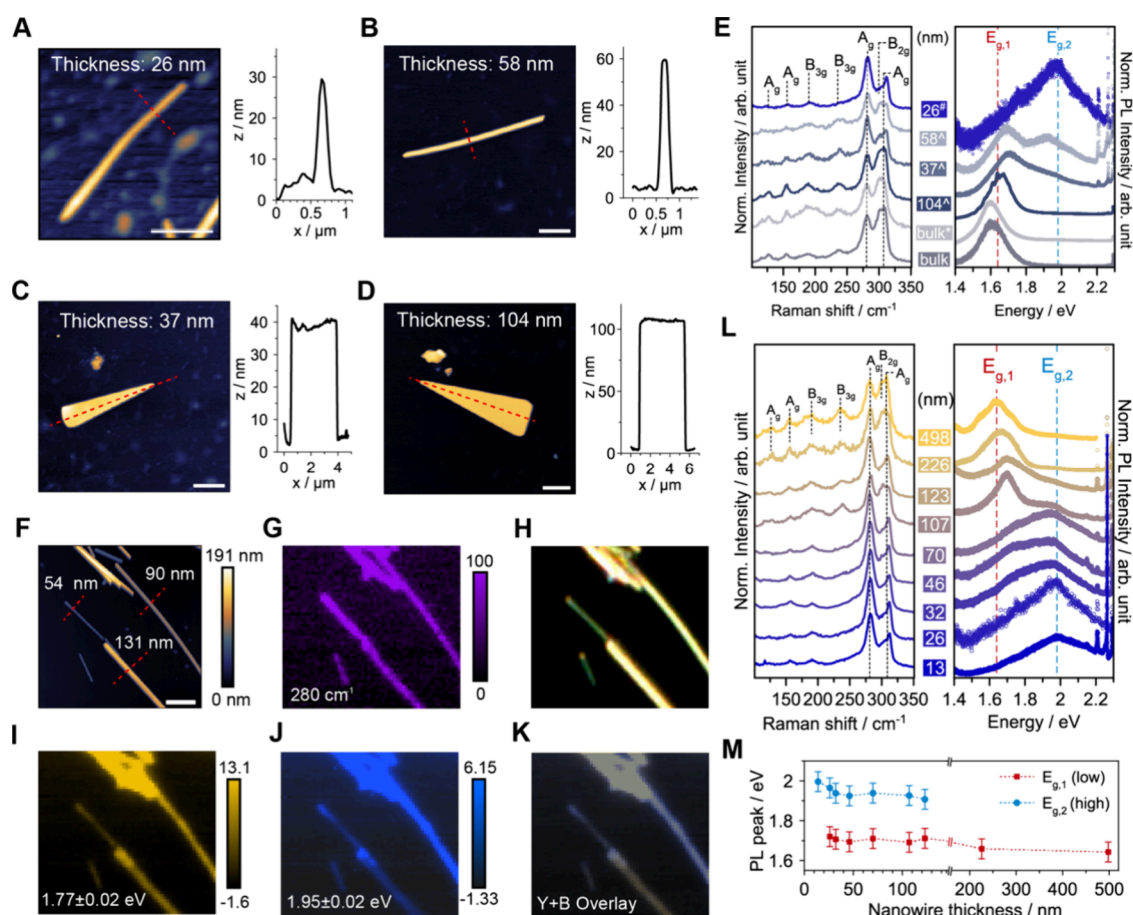 A
Thickness: 26 nm
z / nm
30
20
10
0
0 0.5 1
x / µm
B
Thickness: 58 nm
z / nm
60
40
20
0
0 0.5 1
x / µm
C
Thickness: 37 nm
z / nm
40
30
20
10
0
0 2 4
x / µm
D
Thickness: 104 nm
z / nm
100
50
0
0 2 4 6
x / µm
E
Norm. Intensity / arb. unit
Ag Ag B3g B3g Ag B2g Ag
150 200 250 300 350
Raman shift / cm-1
(nm)
26#
58^
37^
104^
bulk*
bulk
Eg,1 Eg,2
1.4 1.6 1.8 2 2.2
Energy / eV
Norm. PL Intensity / arb. unit
F
54 nm
90 nm
131 nm
191 nm
0 nm
G
280 cm-1
100
0
H
I
1.77±0.02 eV
13.1
-1.6
J
1.95±0.02 eV
6.15
-1.33
K
Y+B Overlay
L
Norm. Intensity / arb. unit
Ag Ag B3g B3g Ag B2g Ag
150 200 250 300 350
Raman shift / cm-1
(nm)
498
226
123
107
70
46
32
26
13
Eg,1 Eg,2
1.4 1.6 1.8 2 2.2
Energy / eV
Norm. PL Intensity / arb. unit
M
PL peak / eV
2
1.8
1.6
Eg,1 (low)
Eg,2 (high)
0 50 100 200 300 400 500
Nanowire thickness / nm